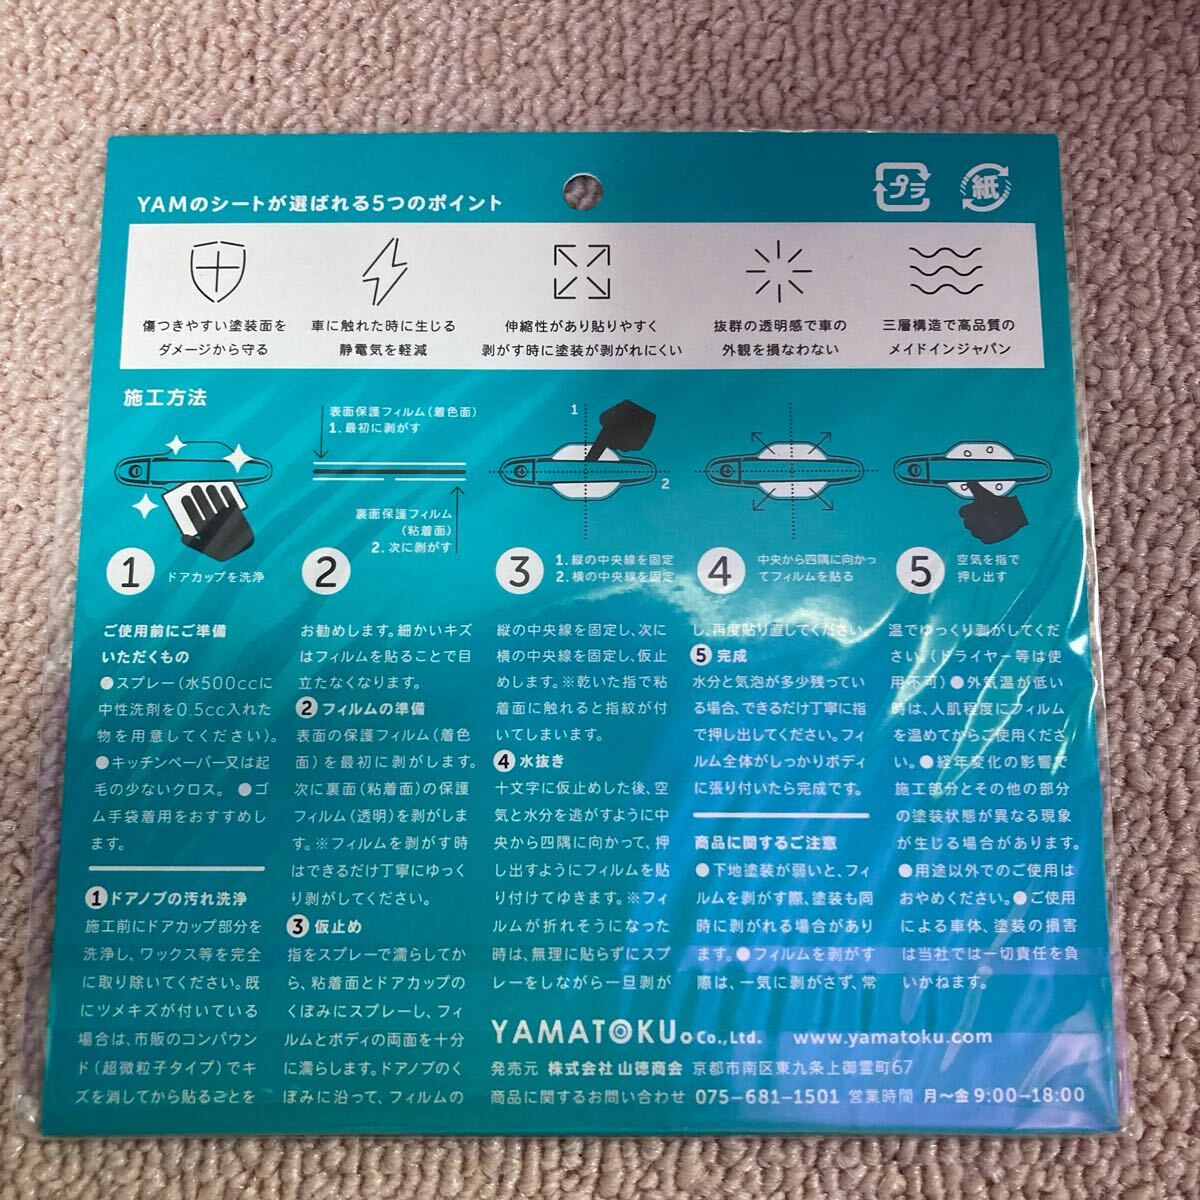 YAMのシートが選ばれる5つのポイント
プラ
紙
傷つきやすい塗装面を
ダメージから守る
車に触れた時に生じる
静電気を軽減
伸縮性があり貼りやすく
剥がす時に塗装が剥がれにくい
抜群の透明感で車の
外観を損なわない
三層構造で高品質の
メイドインジャパン
施工方法
1
ドアカップを洗浄
表面保護フィルム(着色面)
1. 最初に剥がす
裏面保護フィルム
(粘着面)
2. 次に剥がす
2
1
2
3
1. 縦の中央線を固定
2. 横の中央線を固定
4
中央から四隅に向かっ
てフィルムを貼る
5
空気を指で
押し出す
ご使用前にご準備
いただくもの
●スプレー(水500ccに
中性洗剤を0.5cc入れた
物を用意してください)。
●キッチンペーパー又は起
毛の少ないクロス。 ●ゴ
ム手袋着用をおすすめし
ます。
1 ドアノブの汚れ洗浄
施工前にドアカップ部分を
洗浄し、ワックス等を完全
に取り除いてください。既
にツメキズが付いている
場合は、市販のコンパウン
ド(超微粒子タイプ)でキ
ズを消してから貼ることを
お勧めします。細かいキズ
はフィルムを貼ることで目
立たなくなります。
2 フィルムの準備
表面の保護フィルム(着色
面)を最初に剥がします。
次に裏面(粘着面)の保護
フィルム(透明)を剥がしま
す。※フィルムを剥がす時
はできるだけ丁寧にゆっく
り剥がしてください。
3 仮止め
指をスプレーで濡らしてか
ら、粘着面とドアカップの
くぼみにスプレーし、フィ
ルムとボディの両面を十分
に濡らします。ドアノブのく
ぼみに沿って、フィルムの
縦の中央線を固定し、次に
横の中央線を固定し、仮止
めします。※乾いた指で粘
着面に触れると指紋が付
いてしまいます。
4 水抜き
十文字に仮止めした後、空
気と水分を逃がすように中
央から四隅に向かって、押
し出すようにフィルムを貼
り付けてゆきます。※フィ
ルムが折れそうになった
時は、無理に貼らずにスプ
レーをしながら一旦剥が
し、再度貼り直してください。
5 完成
水分と気泡が多少残ってい
る場合、できるだけ丁寧に指
で押し出してください。フィ
ルム全体がしっかりボディ
に張り付いたら完成です。
商品に関するご注意
●下地塗装が弱いと、フィ
ルムを剥がす際、塗装も同
時に剥がれる場合があり
ます。●フィルムを剥がす
際は、一気に剥がさず、常
温でゆっくり剥がしてくだ
さい。(ドライヤー等は使
用不可) ●外気温が低い
時は、人肌程度にフィルム
を温めてからご使用くださ
い。●経年変化の影響で
施工部分とその他の部分
の塗装状態が異なる現象
が生じる場合があります。
●用途以外でのご使用は
おやめください。●ご使用
による車体、塗装の損害
は当社では一切責任を負
いかねます。
YAMATOKU。Co.,Ltd. www.yamatoku.com
発売元 株式会社 山徳商会 京都市南区東九条上御霊町67
商品に関するお問い合わせ 075-681-1501 営業時間 月〜金 9:00-18:00